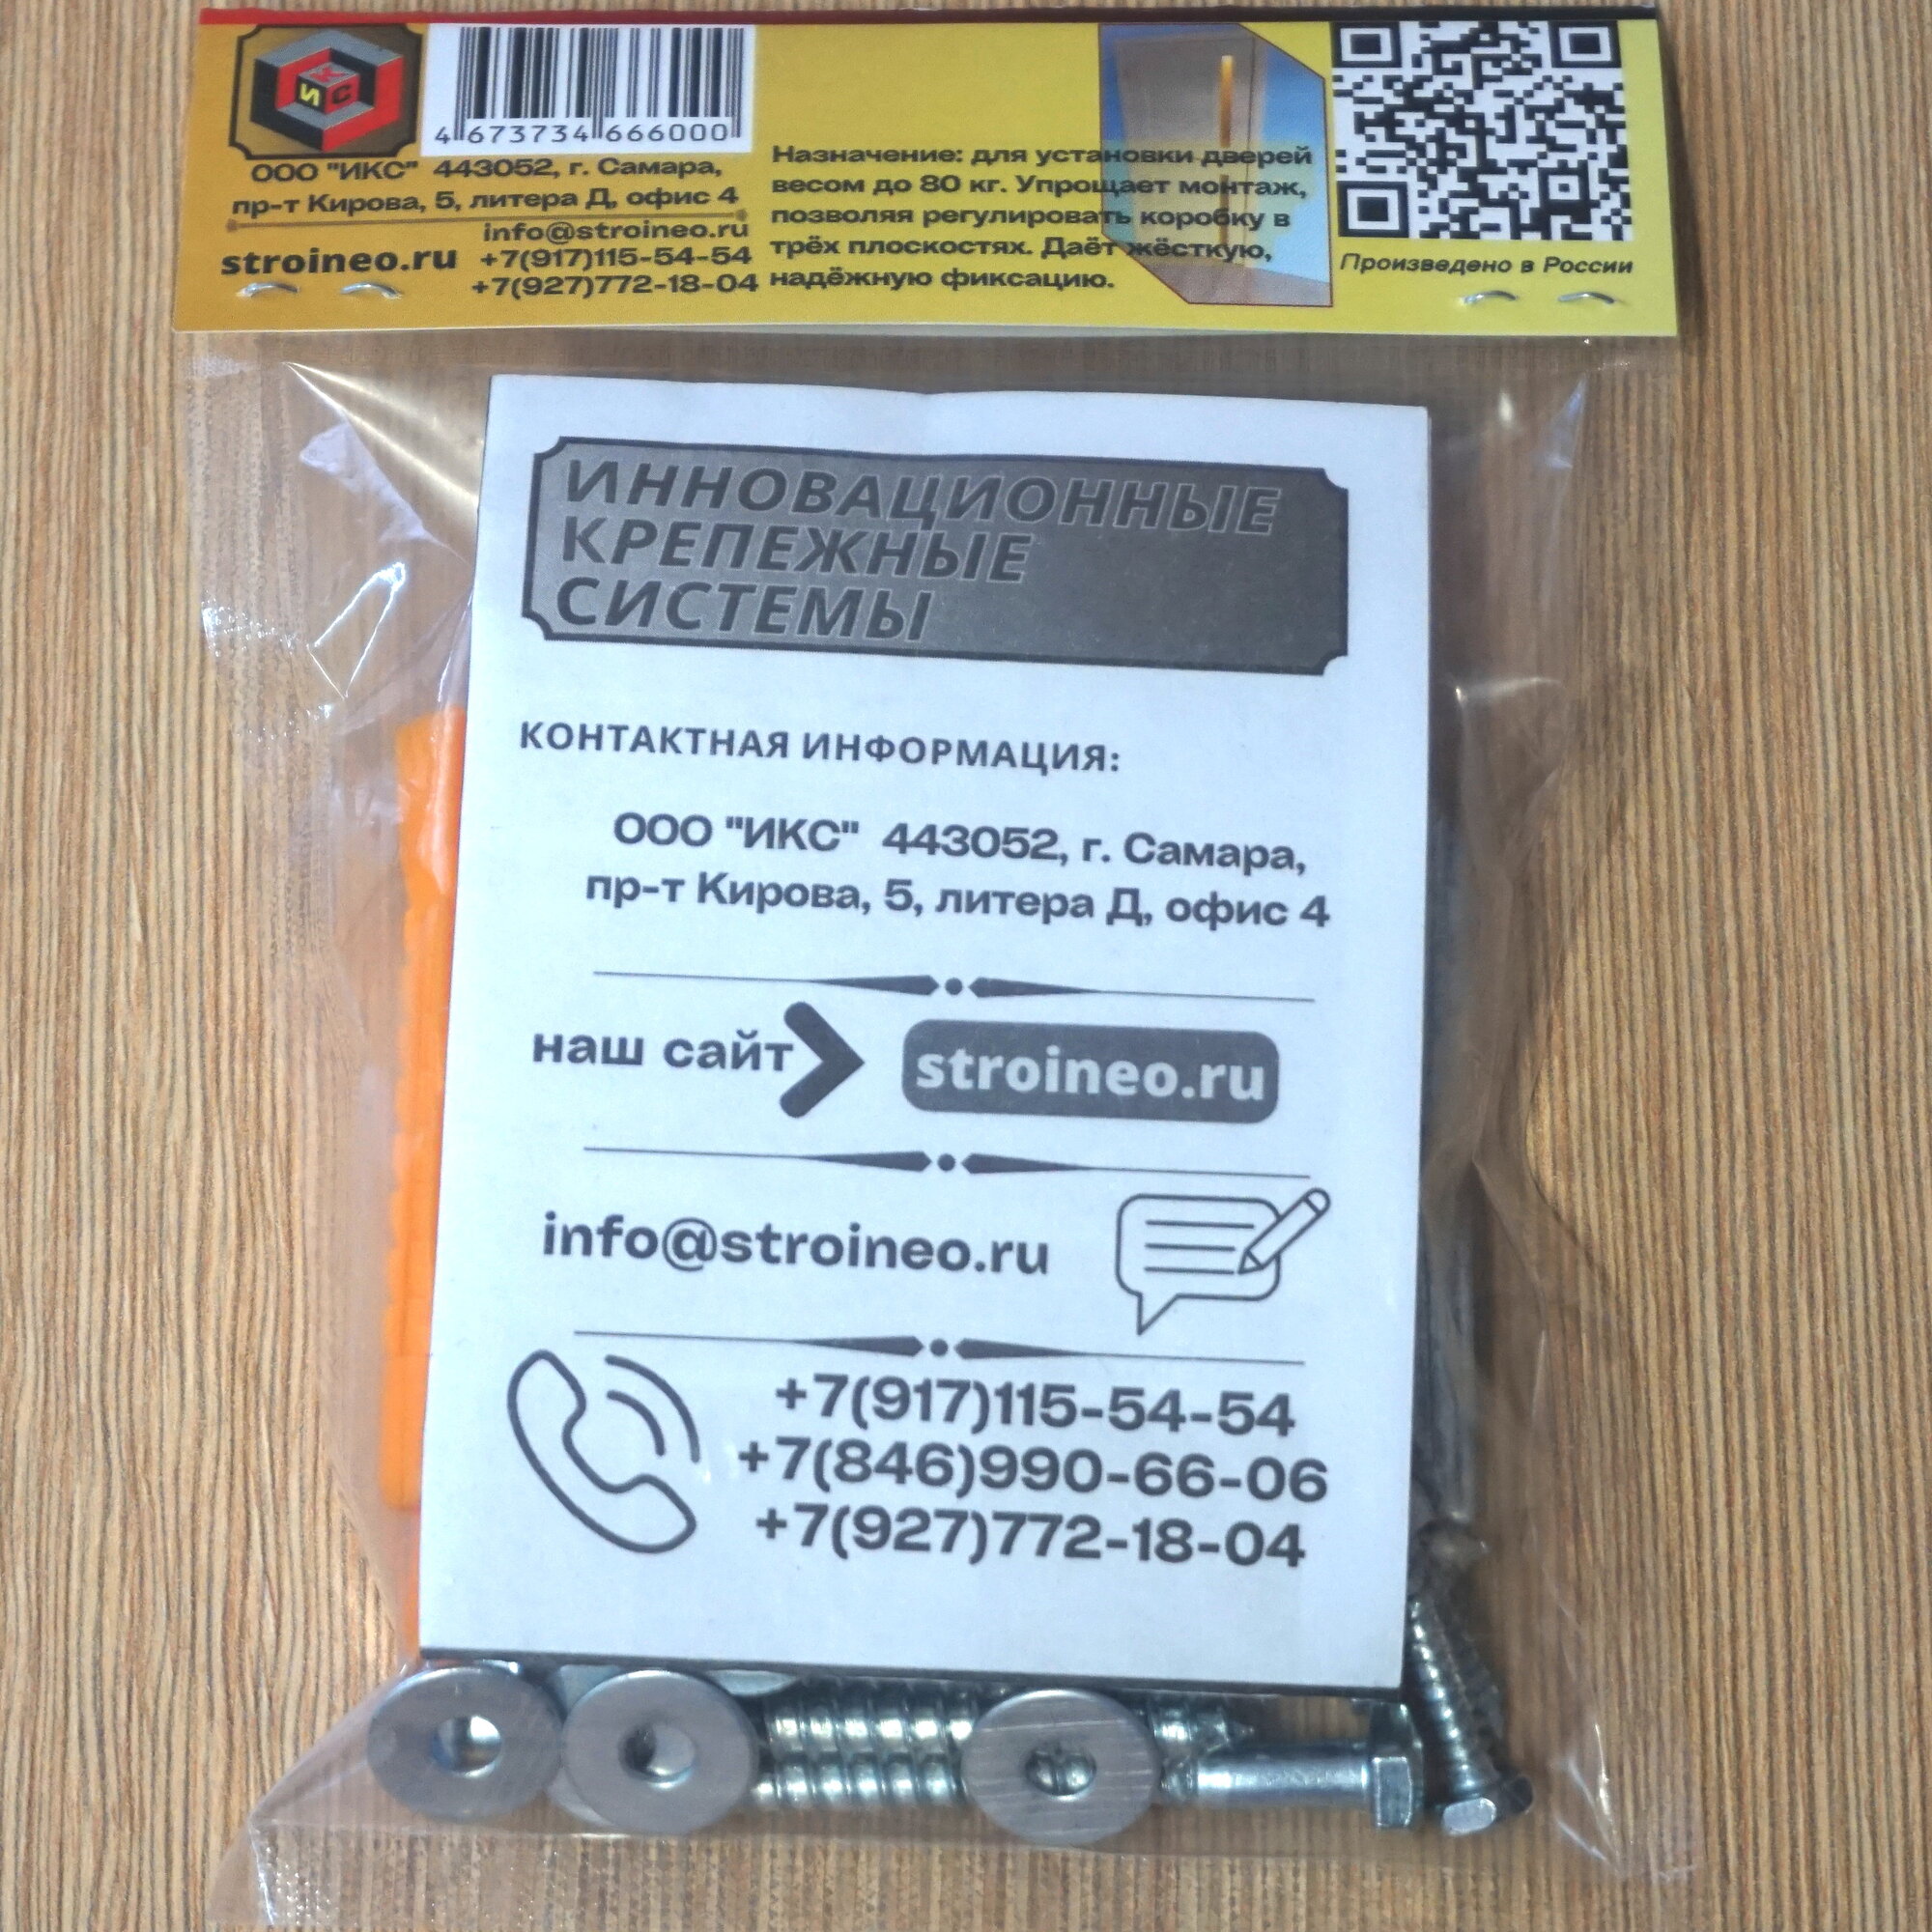 ИКС
4 673734 666000
ООО "ИКС" 443052, г. Самара,
пр-т Кирова, 5, литера Д, офис 4
stroineo.ru
info@stroineo.ru
+7(917)115-54-54
+7(927)772-18-04
Назначение: для установки дверей
весом до 80 кг. Упрощает монтаж,
позволяя регулировать коробку в
трёх плоскостях. Даёт жёсткую,
надёжную фиксацию.
Произведено в России
ИННОВАЦИОННЫЕ
КРЕПЕЖНЫЕ
СИСТЕМЫ
КОНТАКТНАЯ ИНФОРМАЦИЯ:
ООО "ИКС" 443052, г. Самара,
пр-т Кирова, 5, литера Д, офис 4
наш сайт
stroineo.ru
info@stroineo.ru
+7(917)115-54-54
+7(846)990-66-06
+7(927)772-18-04